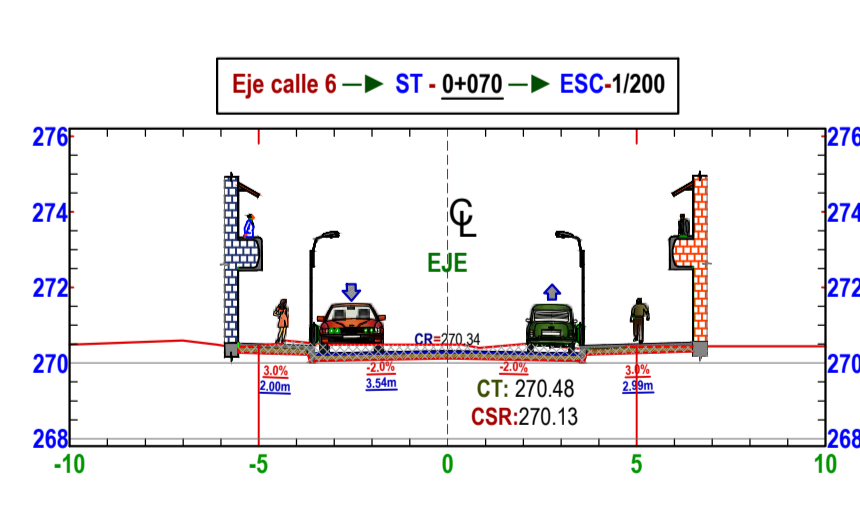 Eje calle 6 → ST - 0+070 → ESC-1/200
276 276
274 274
℄
EJE
272 272
CR=270.34
270 270
3.0% -2.0% -2.0% 3.0%
2.00m 3.54m 2.99m
CT: 270.48
CSR:270.13
268 268
-10 -5 0 5 10